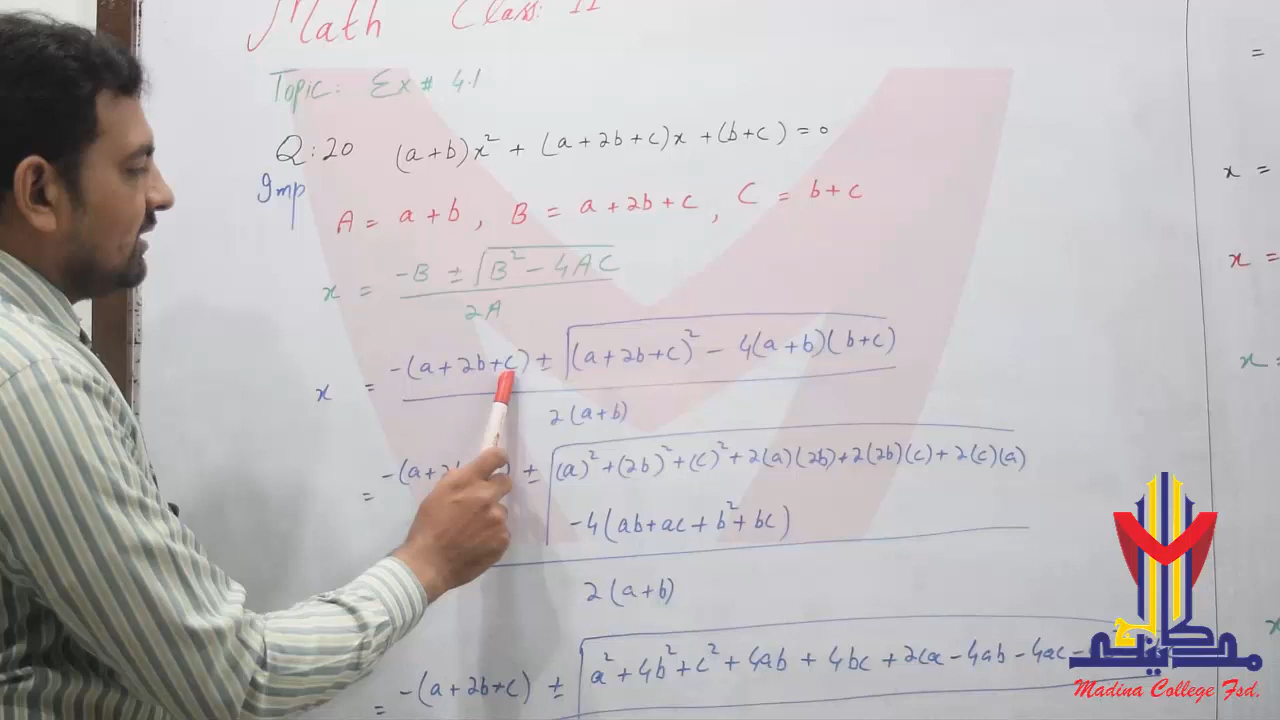 Math Class: 11
Topic: Ex # 4.1
Q:20 (a+b)x² + (a+2b+c)x + (b+c) = 0
Imp
A = a+b, B = a+2b+c, C = b+c
x = -B ± √B² - 4AC
2A
x = -(a+2b+c) ± √(a+2b+c)² - 4(a+b)(b+c)
2(a+b)
= -(a+2 ) ± √(a)² + (2b)² + (c)² + 2(a)(2b) + 2(2b)(c) + 2(c)(a)
-4(ab+ac+b²+bc)
2(a+b)
= -(a+2b+c) ± √a² + 4b² + c² + 4ab + 4bc + 2ca - 4ab - 4ac -
=
x =
x =
x =
x
Madina College Fsd.